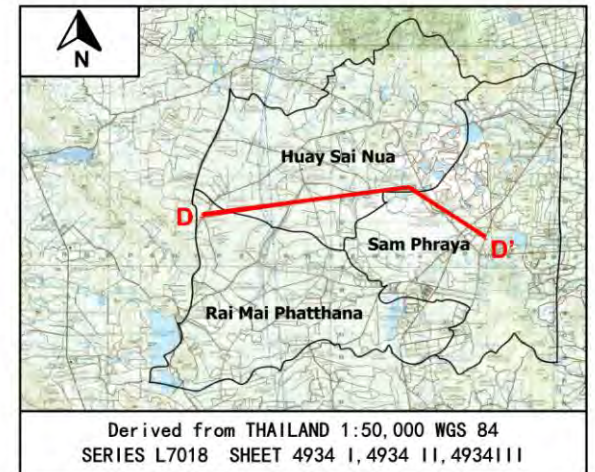 N
Huay Sai Nua
D
Sam Phraya
D'
Rai Mai Phatthana
Derived from THAILAND 1:50,000 WGS 84
SERIES L7018 SHEET 4934 I,4934 II,4934III